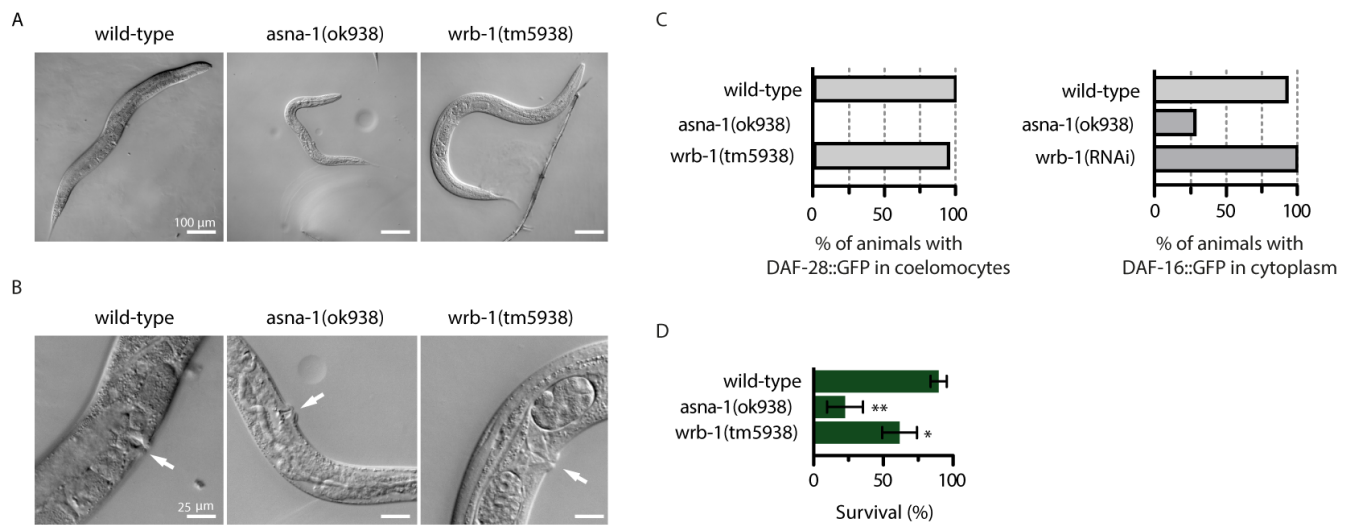 A
wild-type
asna-1(ok938)
wrb-1(tm5938)
100 μm
B
wild-type
asna-1(ok938)
wrb-1(tm5938)
25 μm
C
wild-type
asna-1(ok938)
wrb-1(tm5938)
0 50 100
% of animals with
DAF-28::GFP in coelomocytes
wild-type
asna-1(ok938)
wrb-1(RNAi)
0 50 100
% of animals with
DAF-16::GFP in cytoplasm
D
wild-type
asna-1(ok938) **
wrb-1(tm5938) *
0 50 100
Survival (%)